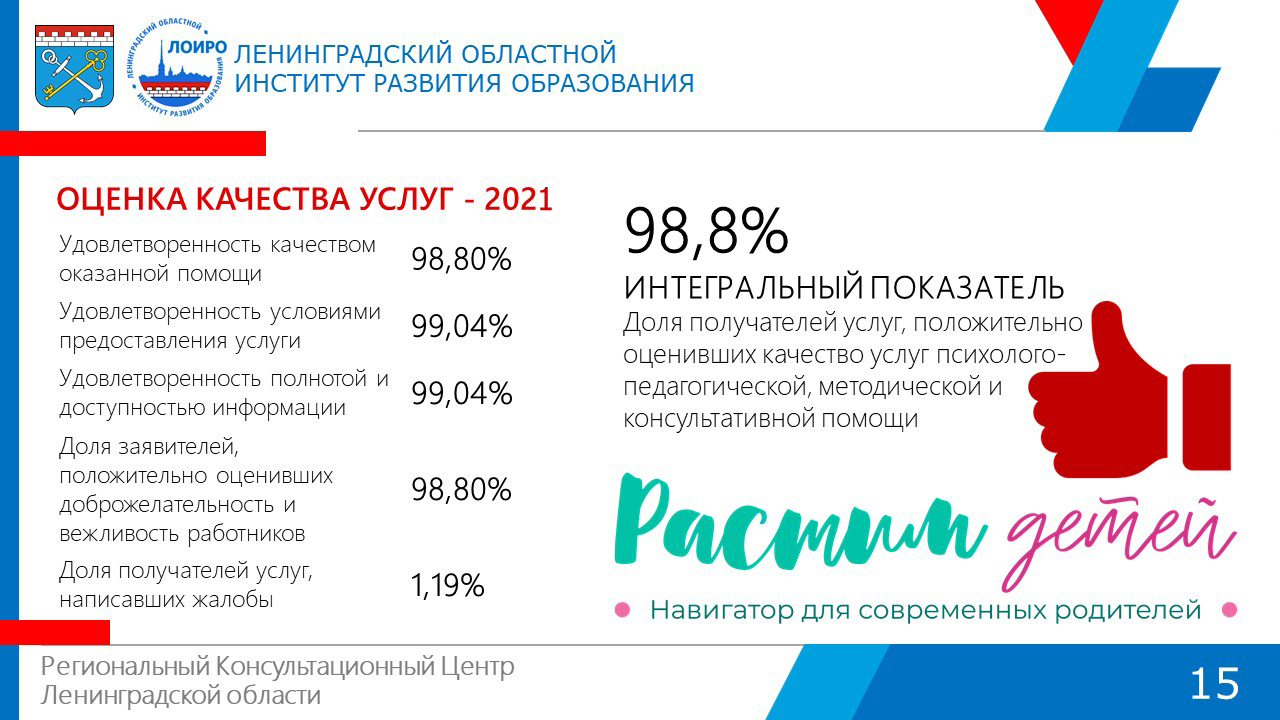 ЛЕНИНГРАДСКИЙ ОБЛАСТНОЙ
ЛОИРО
ИНСТИТУТ РАЗВИТИЯ ОБРАЗОВАНИЯ
ЛЕНИНГРАДСКИЙ ОБЛАСТНОЙ
ИНСТИТУТ РАЗВИТИЯ ОБРАЗОВАНИЯ
ОЦЕНКА КАЧЕСТВА УСЛУГ - 2021
Удовлетворенность качеством
оказанной помощи
98,80%
Удовлетворенность условиями
предоставления услуги
99,04%
Удовлетворенность полнотой и
доступностью информации
99,04%
Доля заявителей,
положительно оценивших
доброжелательность и
вежливость работников
98,80%
Доля получателей услуг,
написавших жалобы
1,19%
98,8%
ИНТЕГРАЛЬНЫЙ ПОКАЗАТЕЛЬ
Доля получателей услуг, положительно
оценивших качество услуг психолого-
педагогической, методической и
консультативной помощи
Растим детей
Навигатор для современных родителей
Региональный Консультационный Центр
Ленинградской области
15